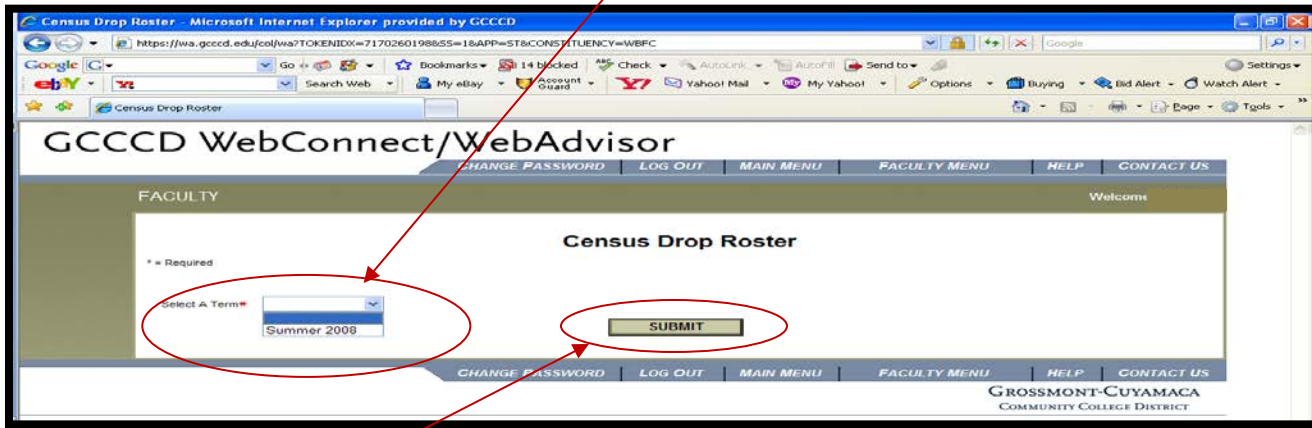 Census Drop Roster - Microsoft Internet Explorer provided by GCCCD
https://wa.gcccd.edu/col/wa?TOKENIDX=7170260198&SS=1&APP=ST&CONSTITUENCY=WBFC
Google
Google G Go Bookmarks 14 blocked Check AutoLink AutoFill Send to Settings
ebY Y! Search Web My eBay Account Guard Y! Yahoo! Mail My Yahoo! Options Buying Bid Alert Watch Alert
Census Drop Roster Page Tools
GCCCD WebConnect/WebAdvisor
CHANGE PASSWORD LOG OUT MAIN MENU FACULTY MENU HELP CONTACT US
FACULTY Welcome
Census Drop Roster
* = Required
Select A Term*
Summer 2008
SUBMIT
CHANGE PASSWORD LOG OUT MAIN MENU FACULTY MENU HELP CONTACT US
GROSSMONT-CUYAMACA
COMMUNITY COLLEGE DISTRICT